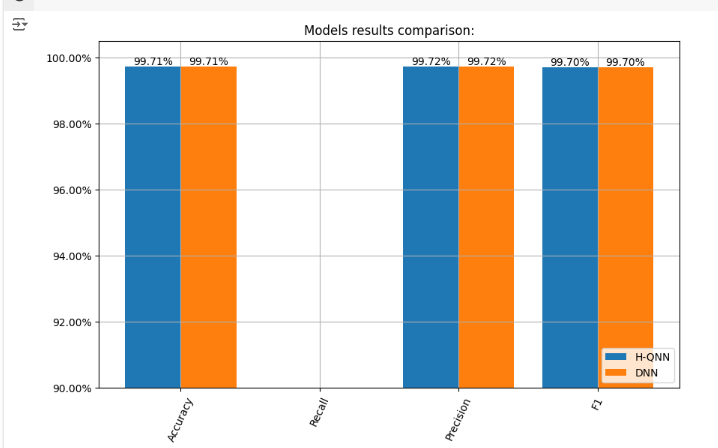 Models results comparison:
100.00%
98.00%
96.00%
94.00%
92.00%
90.00%
99.71% 99.71%
99.72% 99.72%
99.70% 99.70%
Accuracy
Recall
Precision
F1
H-QNN
DNN